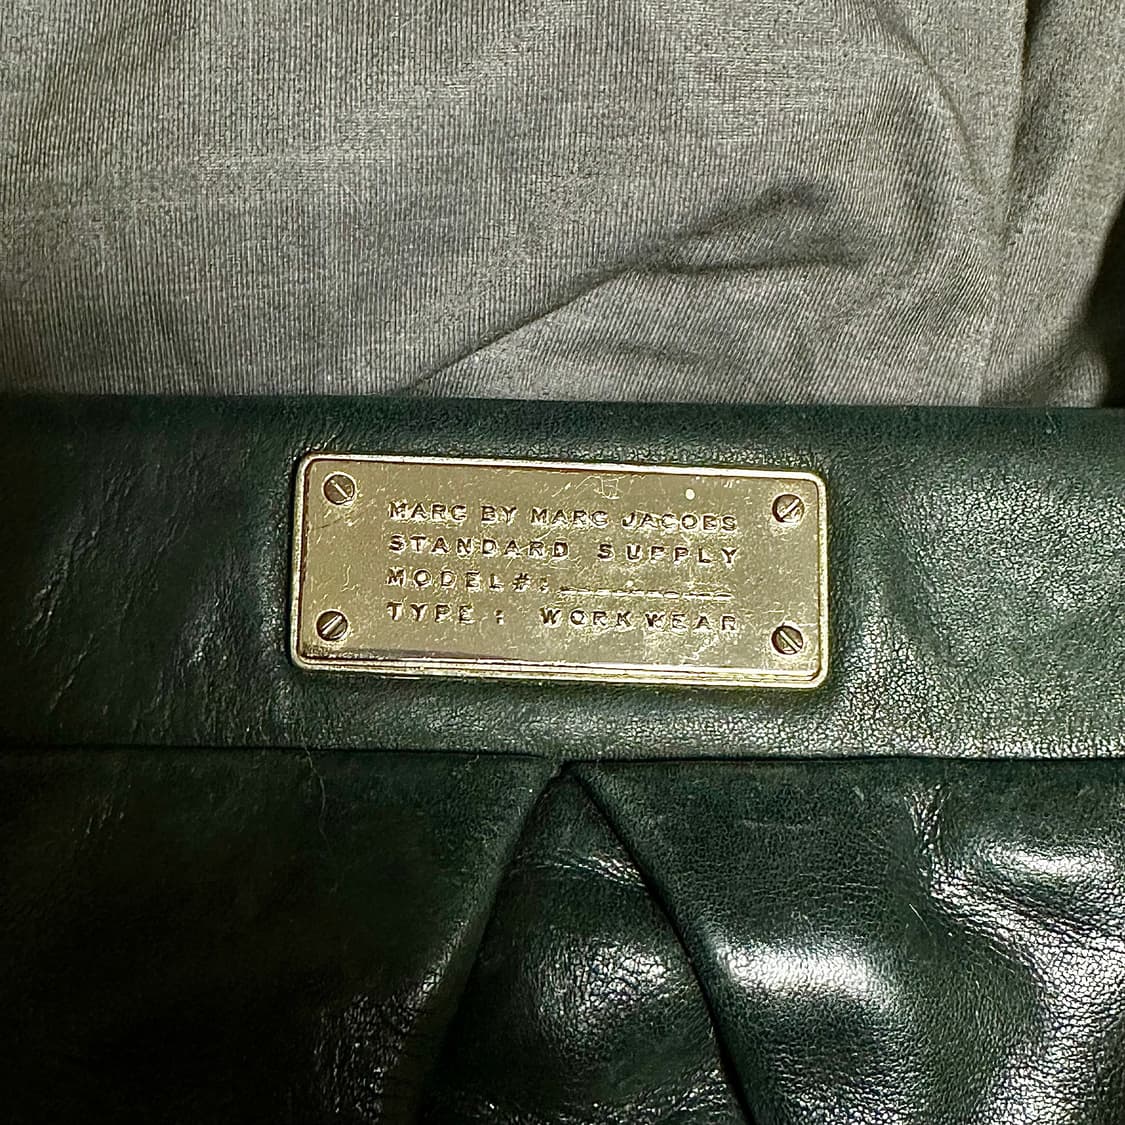 MARC BY MARC JACOBS
STANDARD SUPPLY
MODEL#:
TYPE: WORKWEAR